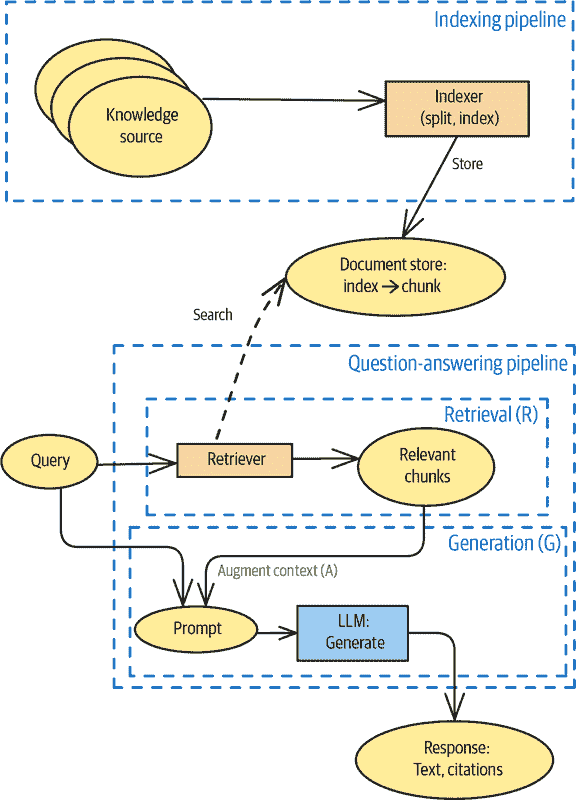 Indexing pipeline
Knowledge
source
Indexer
(split, index)
Store
Document store:
index → chunk
Search
Question-answering pipeline
Retrieval (R)
Query
Retriever
Relevant
chunks
Generation (G)
Augment context (A)
Prompt
LLM:
Generate
Response:
Text, citations